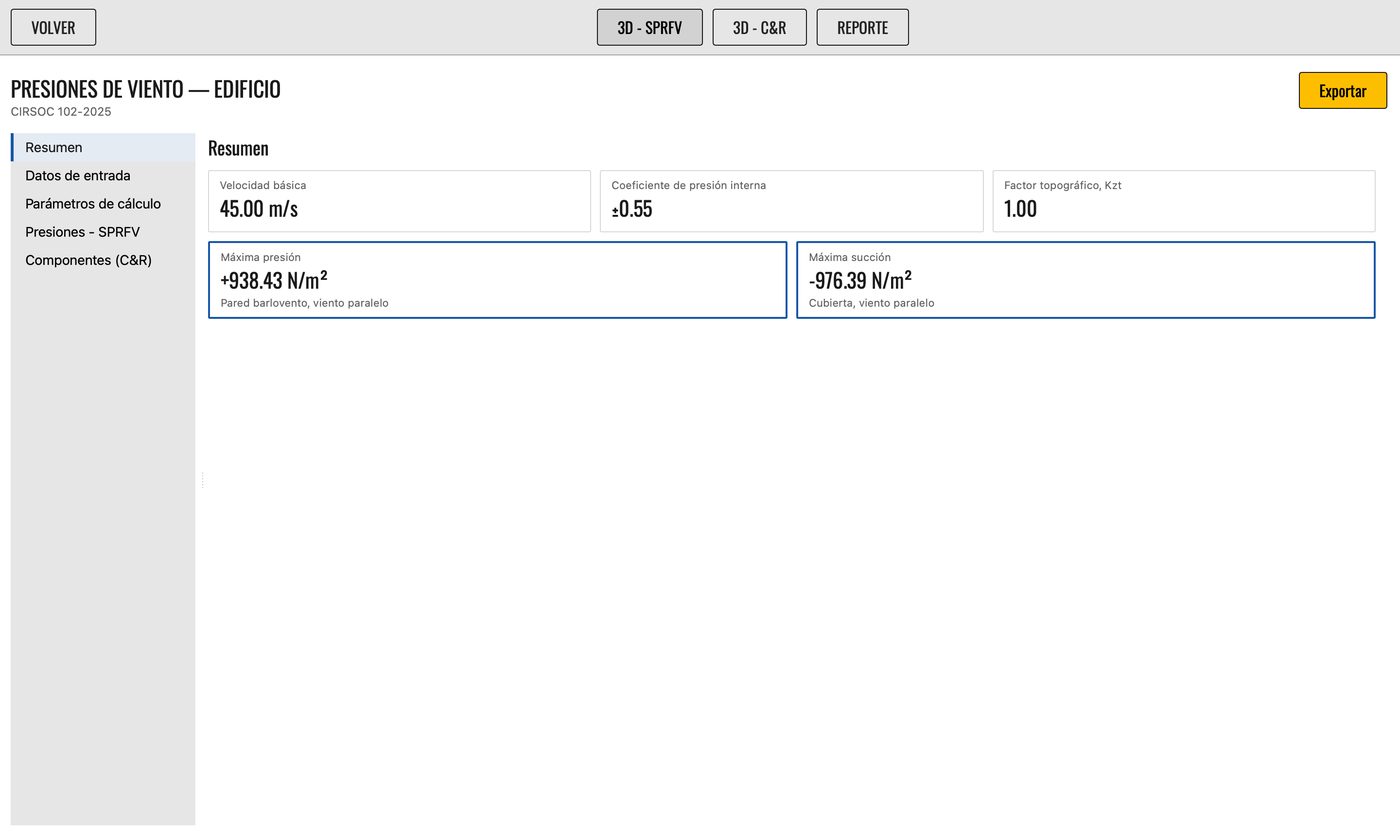 VOLVER
3D - SPRFV
3D - C&R
REPORTE
PRESIONES DE VIENTO — EDIFICIO
CIRSOC 102-2025
Exportar
Resumen
Datos de entrada
Parámetros de cálculo
Presiones - SPRFV
Componentes (C&R)
Resumen
Velocidad básica
45.00 m/s
Coeficiente de presión interna
±0.55
Factor topográfico, Kzt
1.00
Máxima presión
+938.43 N/m²
Pared barlovento, viento paralelo
Máxima succión
-976.39 N/m²
Cubierta, viento paralelo